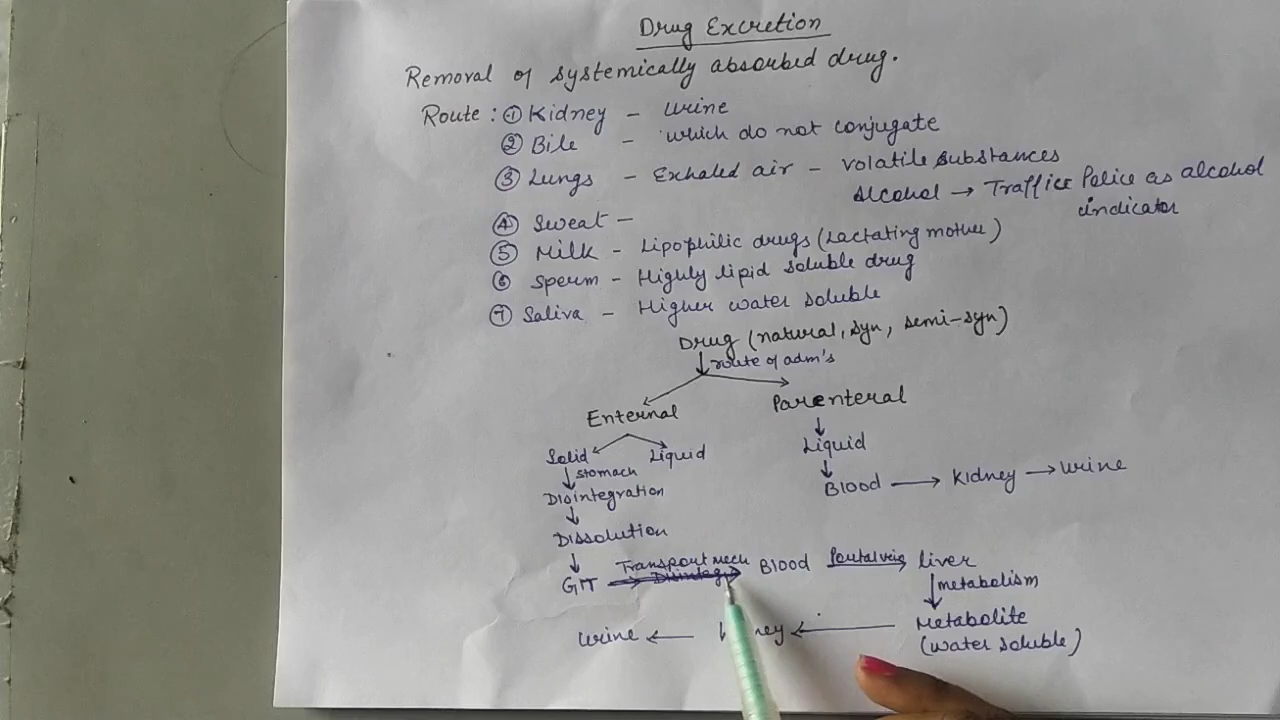 Drug Excretion
Removal of systemically absorbed drug.
Route : ① Kidney - Urine
② Bile - which do not conjugate
③ Lungs - Exhaled air - volatile substances
Alcohol → Traffice Police as alcohol
indicator
④ Sweat -
⑤ Milk - Lipophilic drugs (Lactating mother)
⑥ Sperm - Highly lipid soluble drug
⑦ Saliva - Higher water soluble
Drug (natural, syn, semi-syn)
↓ route of adm's
Enternal Parenteral
Solid Liquid ↓ Liquid
↓ stomach ↓
Disintegration Blood → Kidney → Urine
↓
Dissolution
↓
GIT Transport mech → Blood Portal vein → liver
↓ metabolism
Urine ← ← Metabolite
(water soluble)